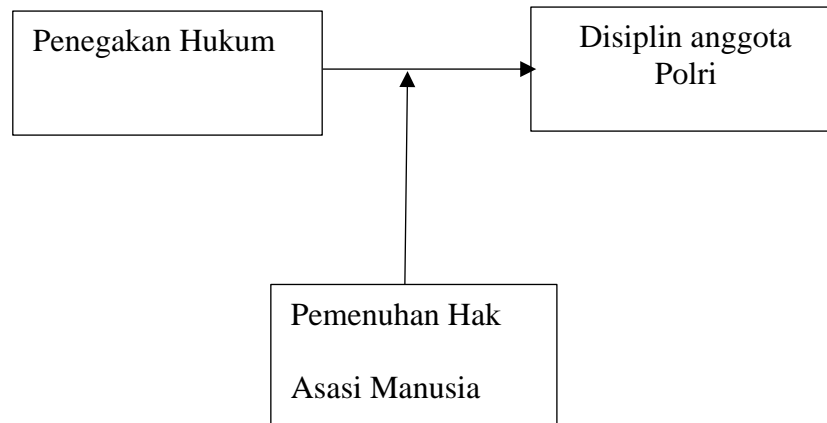 Penegakan Hukum
Disiplin anggota
Polri
Pemenuhan Hak
Asasi Manusia